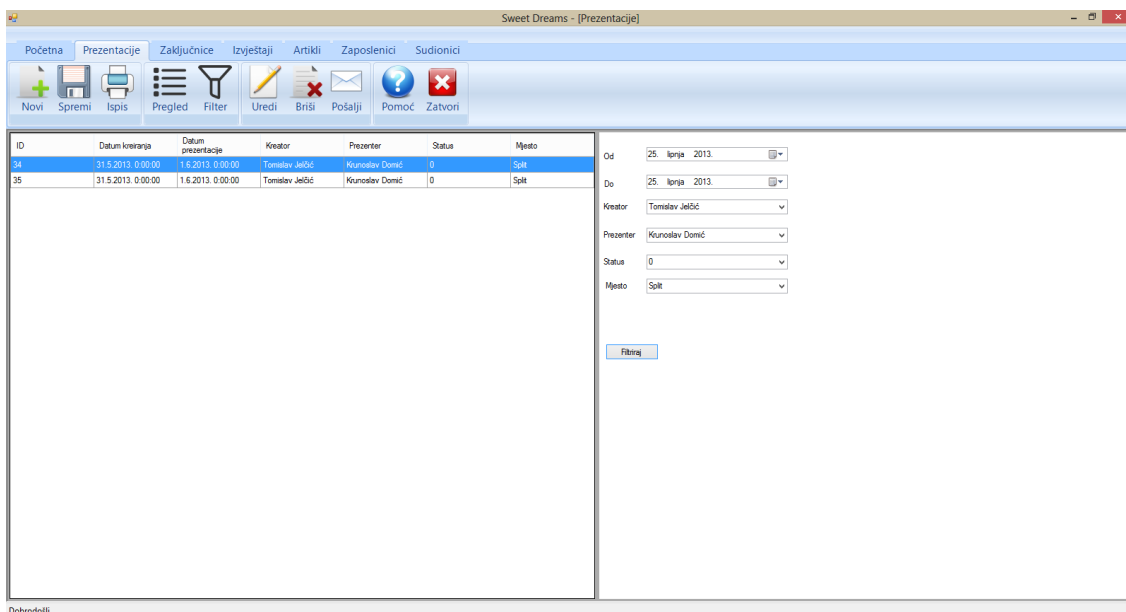 Sweet Dreams - [Prezentacije]
Početna Prezentacije Zaključnice Izvještaji Artikli Zaposlenici Sudionici
Novi Spremi Ispis Pregled Filter Uredi Briši Pošalji Pomoć Zatvori
ID Datum kreiranja Datum prezentacije Kreator Prezenter Status Mjesto
34 31.5.2013. 0:00:00 1.6.2013. 0:00:00 Tomislav Jelčić Krunoslav Domić 0 Split
35 31.5.2013. 0:00:00 1.6.2013. 0:00:00 Tomislav Jelčić Krunoslav Domić 0 Split
Od 25. lipnja 2013.
Do 25. lipnja 2013.
Kreator Tomislav Jelčić
Prezenter Krunoslav Domić
Status 0
Mjesto Split
Filtriraj
Dobrodošli